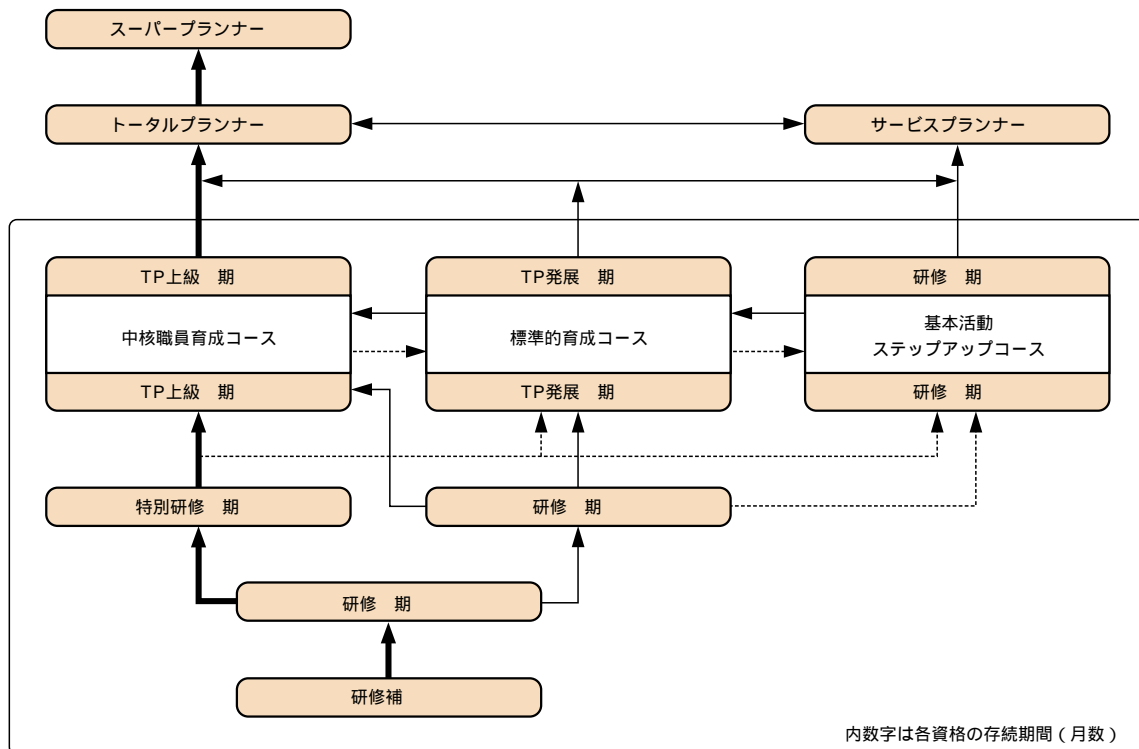 スーパープランナー
トータルプランナー
サービスプランナー
TP上級　期
TP発展　期
研修　期
中核職員育成コース
標準的育成コース
基本活動
ステップアップコース
TP上級　期
TP発展　期
研修　期
特別研修　期
研修　期
研修　期
研修補
内数字は各資格の存続期間（月数）